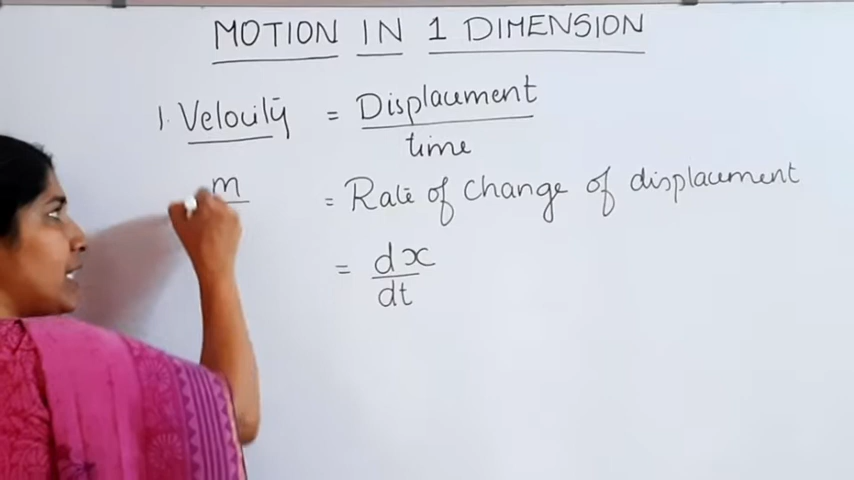 MOTION IN 1 DIMENSION
1. Velocity = Displacement
time
m
= Rate of Change of displacement
= dx
dt